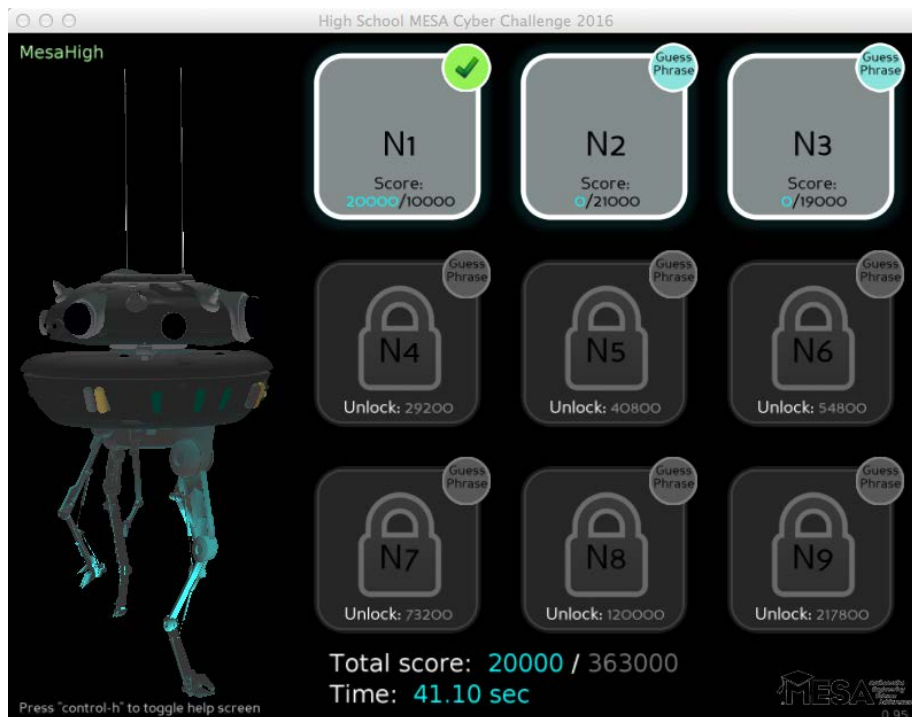 High School MESA Cyber Challenge 2016
MesaHigh
Guess
Phrase
Guess
Phrase
N1
N2
N3
Score:
20000/10000
Score:
0/21000
Score:
0/19000
Guess
Phrase
Guess
Phrase
Guess
Phrase
N4
N5
N6
Unlock: 29200
Unlock: 40800
Unlock: 54800
Guess
Phrase
Guess
Phrase
Guess
Phrase
N7
N8
N9
Unlock: 73200
Unlock: 120000
Unlock: 217800
Total score: 20000 / 363000
Time: 41.10 sec
Press "control-h" to toggle help screen
MESA
0.95